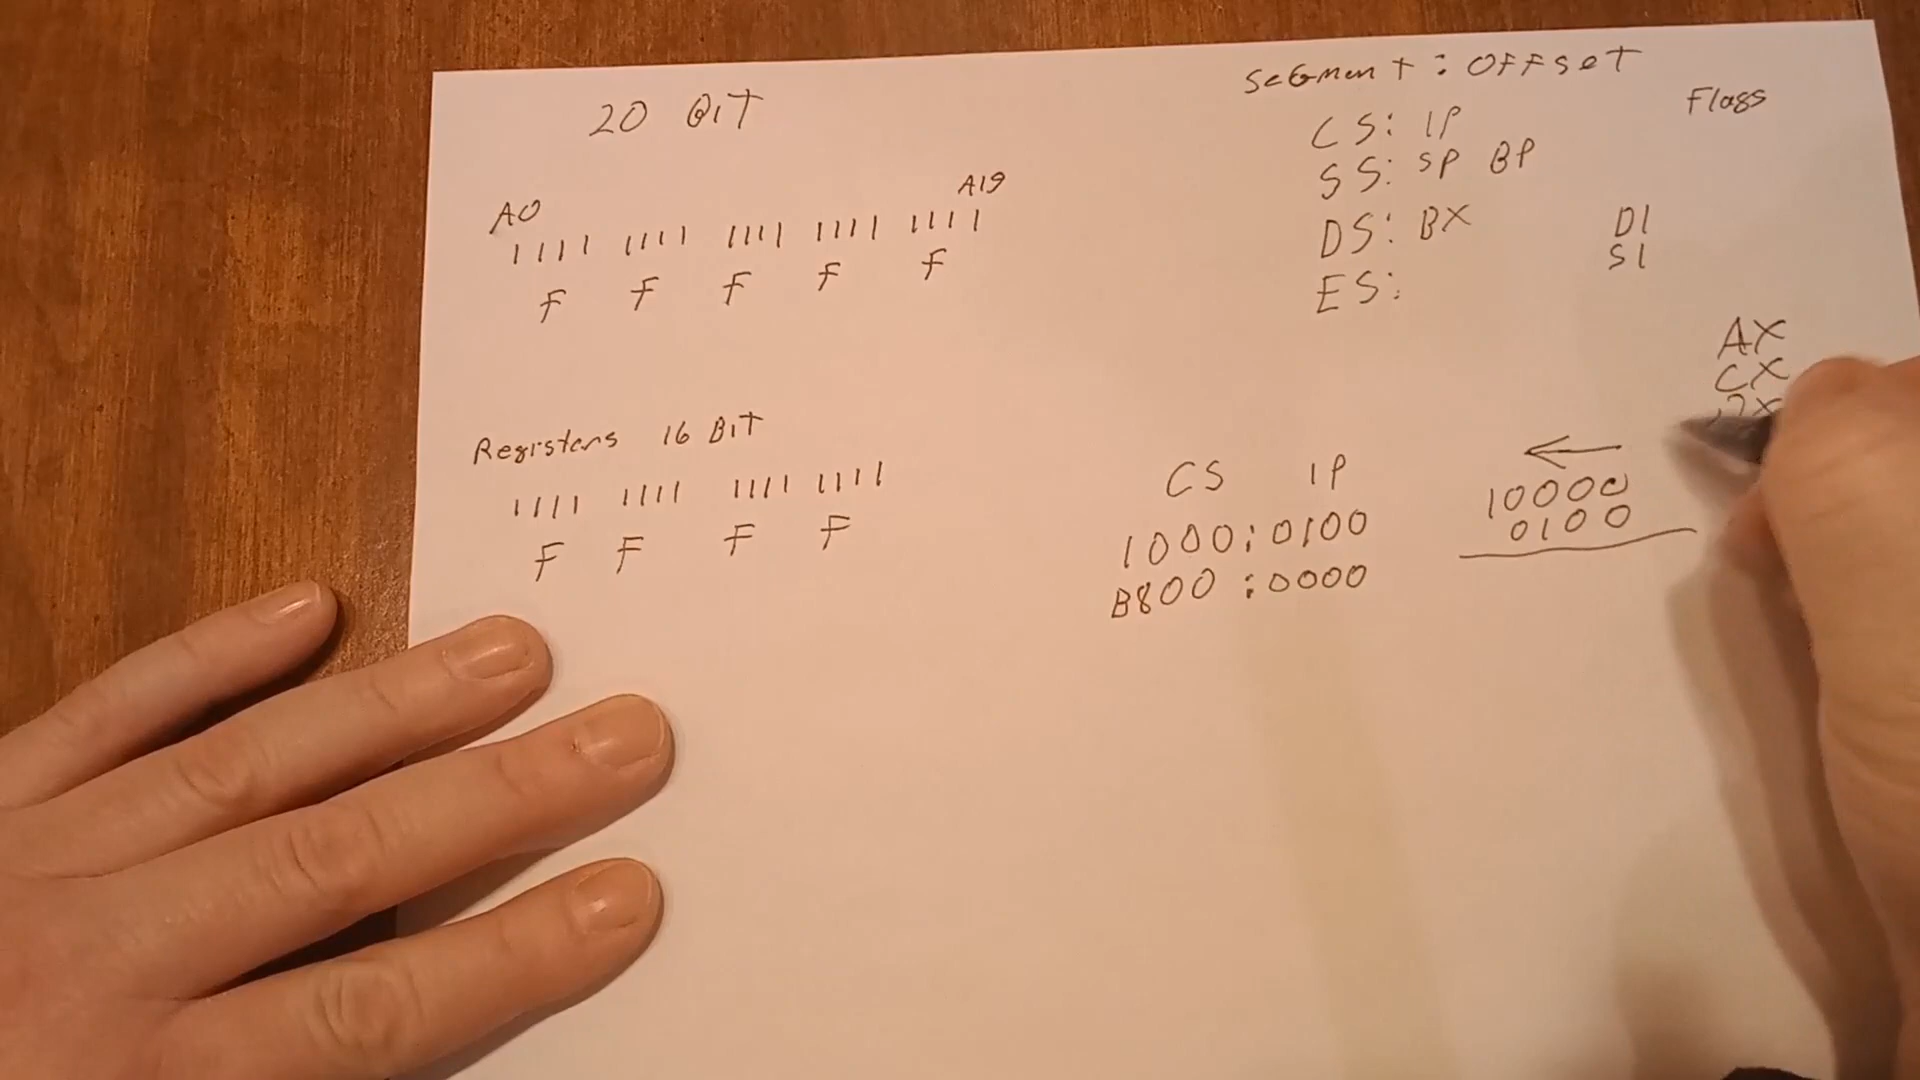 20 BIT
A0 A19
1111 1111 1111 1111 1111
F F F F F
Registers 16 BIT
1111 1111 1111 1111
F F F F
Segment : OFFseT
Flags
CS: IP
SS: SP BP
DS: BX
ES:
DI
SI
AX
CX
DX
CS IP
1000:0100
B800:0000
10000
0100